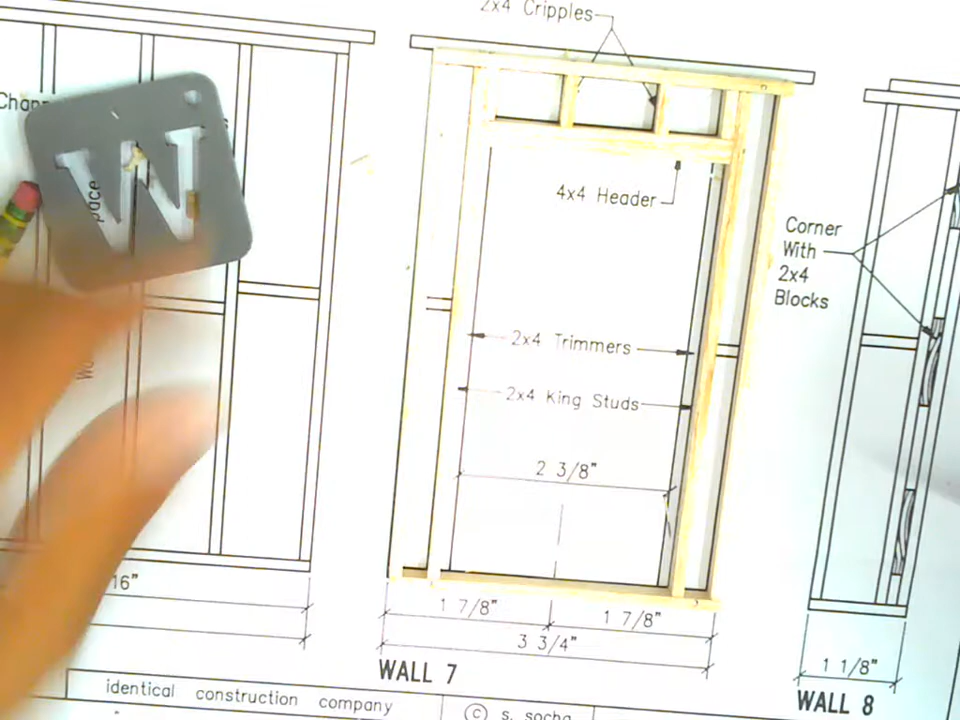 2x4 Cripples
W
pace
4x4 Header
Corner
With
2x4
Blocks
2x4 Trimmers
2x4 King Studs
2 3/8"
16"
1 7/8"
1 7/8"
3 3/4"
1 1/8"
WALL 7
WALL 8
identical construction company
© s. socha